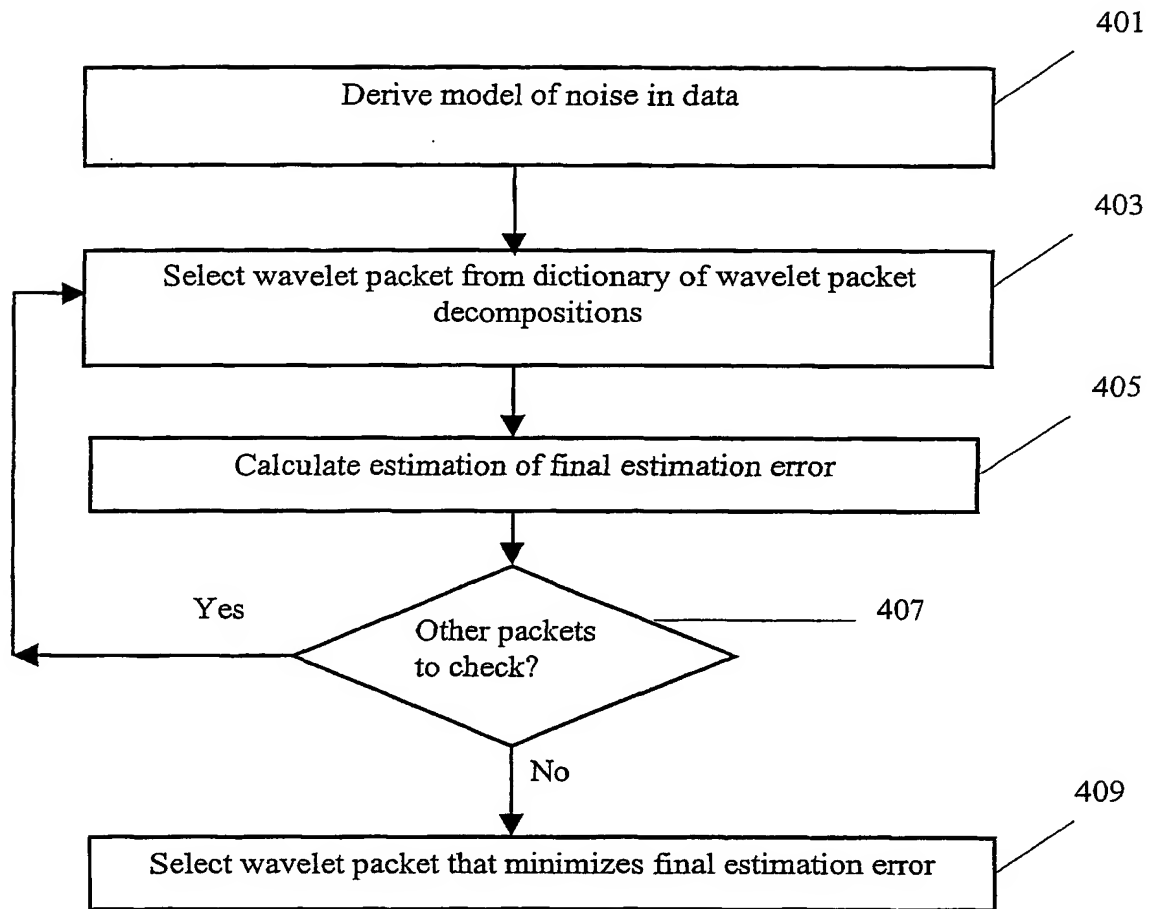 401
Derive model of noise in data
403
Select wavelet packet from dictionary of wavelet packet
decompositions
405
Calculate estimation of final estimation error
Yes
407
Other packets
to check?
No
409
Select wavelet packet that minimizes final estimation error